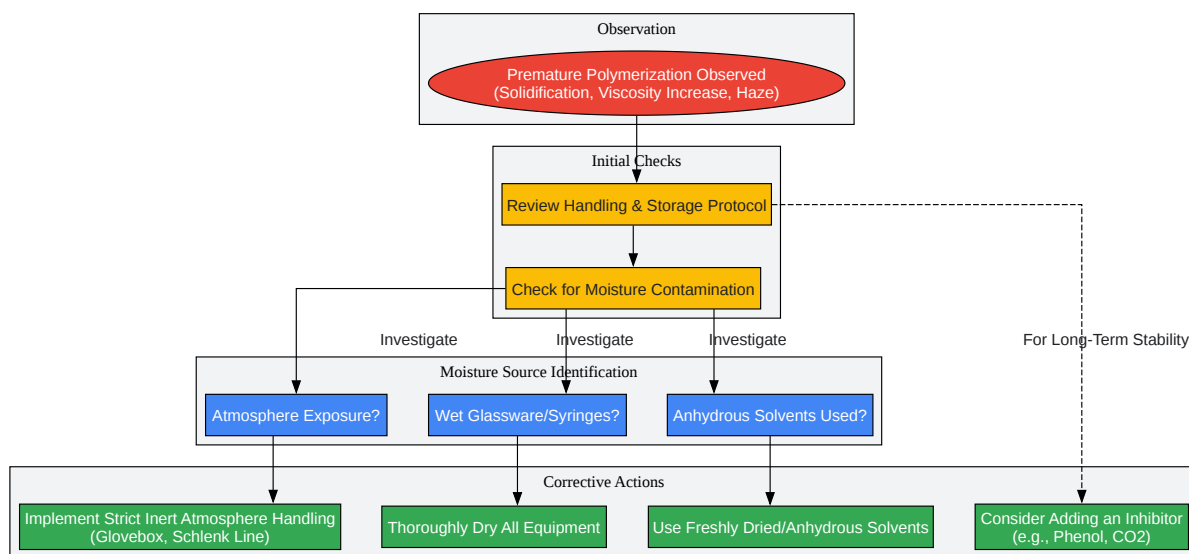 Observation
Premature Polymerization Observed
(Solidification, Viscosity Increase, Haze)
Initial Checks
Review Handling & Storage Protocol
Check for Moisture Contamination
Investigate
Investigate
Investigate
For Long-Term Stability
Moisture Source Identification
Atmosphere Exposure?
Wet Glassware/Syringes?
Anhydrous Solvents Used?
Corrective Actions
Implement Strict Inert Atmosphere Handling
(Glovebox, Schlenk Line)
Thoroughly Dry All Equipment
Use Freshly Dried/Anhydrous Solvents
Consider Adding an Inhibitor
(e.g., Phenol, CO2)